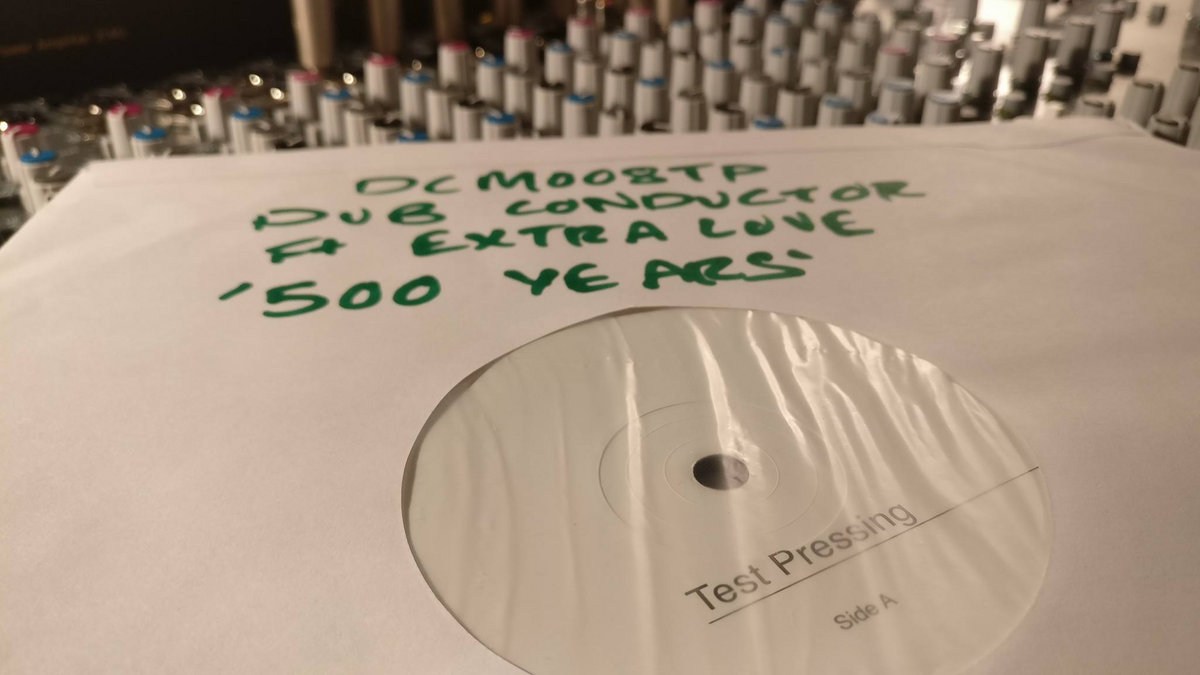 DCM008TP
DUB CONDUCTOR
Ft EXTRA LOVE
'500 YEARS'
Test Pressing
Side A